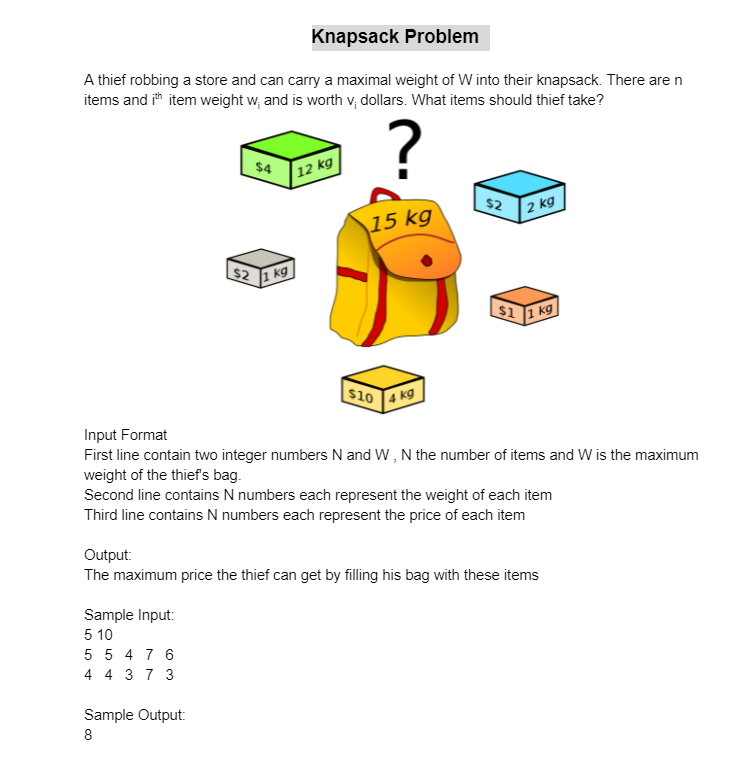 Knapsack Problem
A thief robbing a store and can carry a maximal weight of W into their knapsack. There are n
items and ith item weight wi and is worth vi dollars. What items should thief take?
?
$4 12 kg
15 kg
$2 2 kg
$2 1 kg
$1 1 kg
$10 4 kg
Input Format
First line contain two integer numbers N and W , N the number of items and W is the maximum
weight of the thief's bag.
Second line contains N numbers each represent the weight of each item
Third line contains N numbers each represent the price of each item
Output:
The maximum price the thief can get by filling his bag with these items
Sample Input:
5 10
5 5 4 7 6
4 4 3 7 3
Sample Output:
8